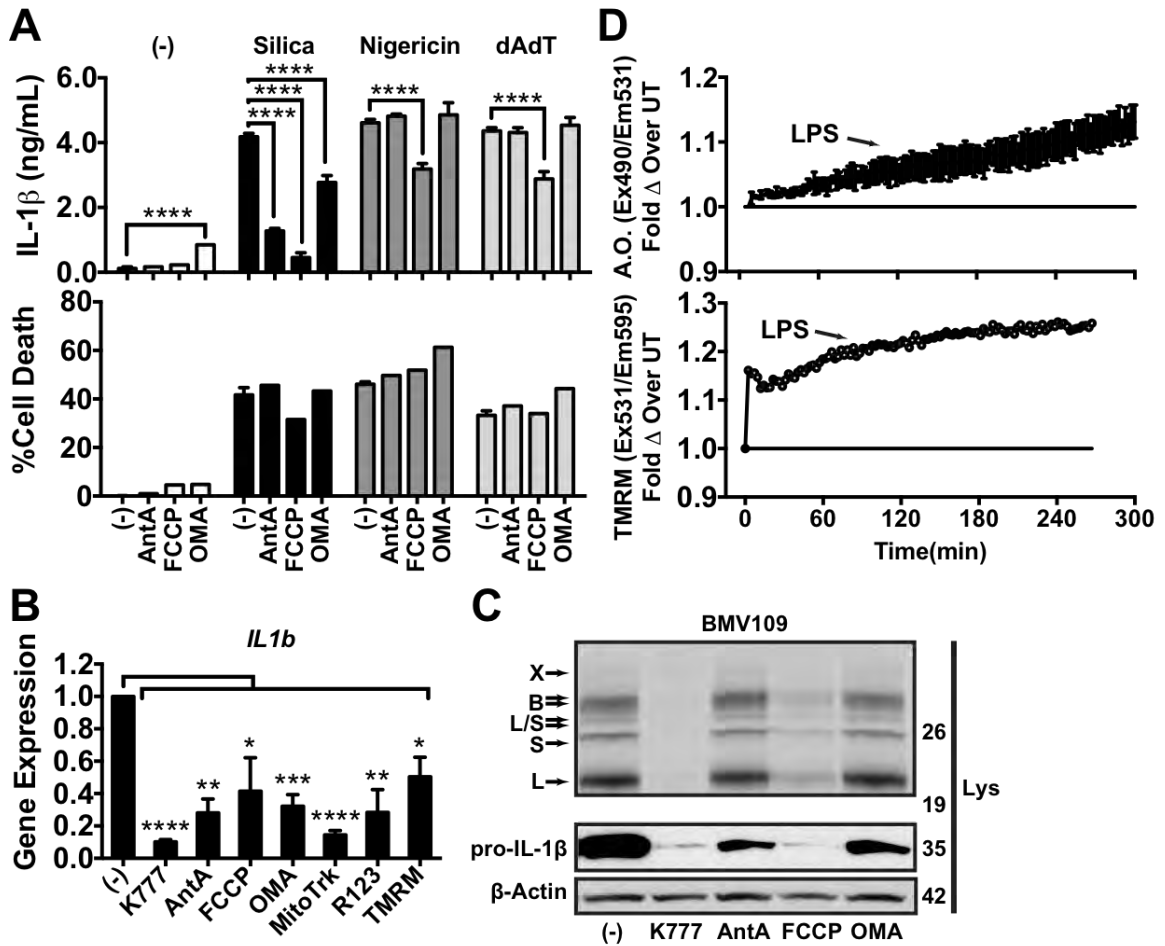 A
(-)
Silica
Nigericin
dAdT
IL-1β (ng/mL)
6.0
4.0
2.0
0.0
****
****
****
****
****
****
%Cell Death
80
60
40
20
0
(-)
AntA
FCCP
OMA
(-)
AntA
FCCP
OMA
(-)
AntA
FCCP
OMA
(-)
AntA
FCCP
OMA
D
A.O. (Ex490/Em531)
Fold Δ Over UT
1.2
1.1
1.0
0.9
LPS
TMRM (Ex531/Em595)
Fold Δ Over UT
1.3
1.2
1.1
1.0
0.9
LPS
0 60 120 180 240 300
Time(min)
B
IL1b
Gene Expression
1.2
1.0
0.8
0.6
0.4
0.2
0.0
****
**
*
***
****
**
*
(-)
K777
AntA
FCCP
OMA
MitoTrk
R123
TMRM
C
BMV109
X
B
L/S
S
L
26
19
Lys
pro-IL-1β
35
β-Actin
42
(-) K777 AntA FCCP OMA